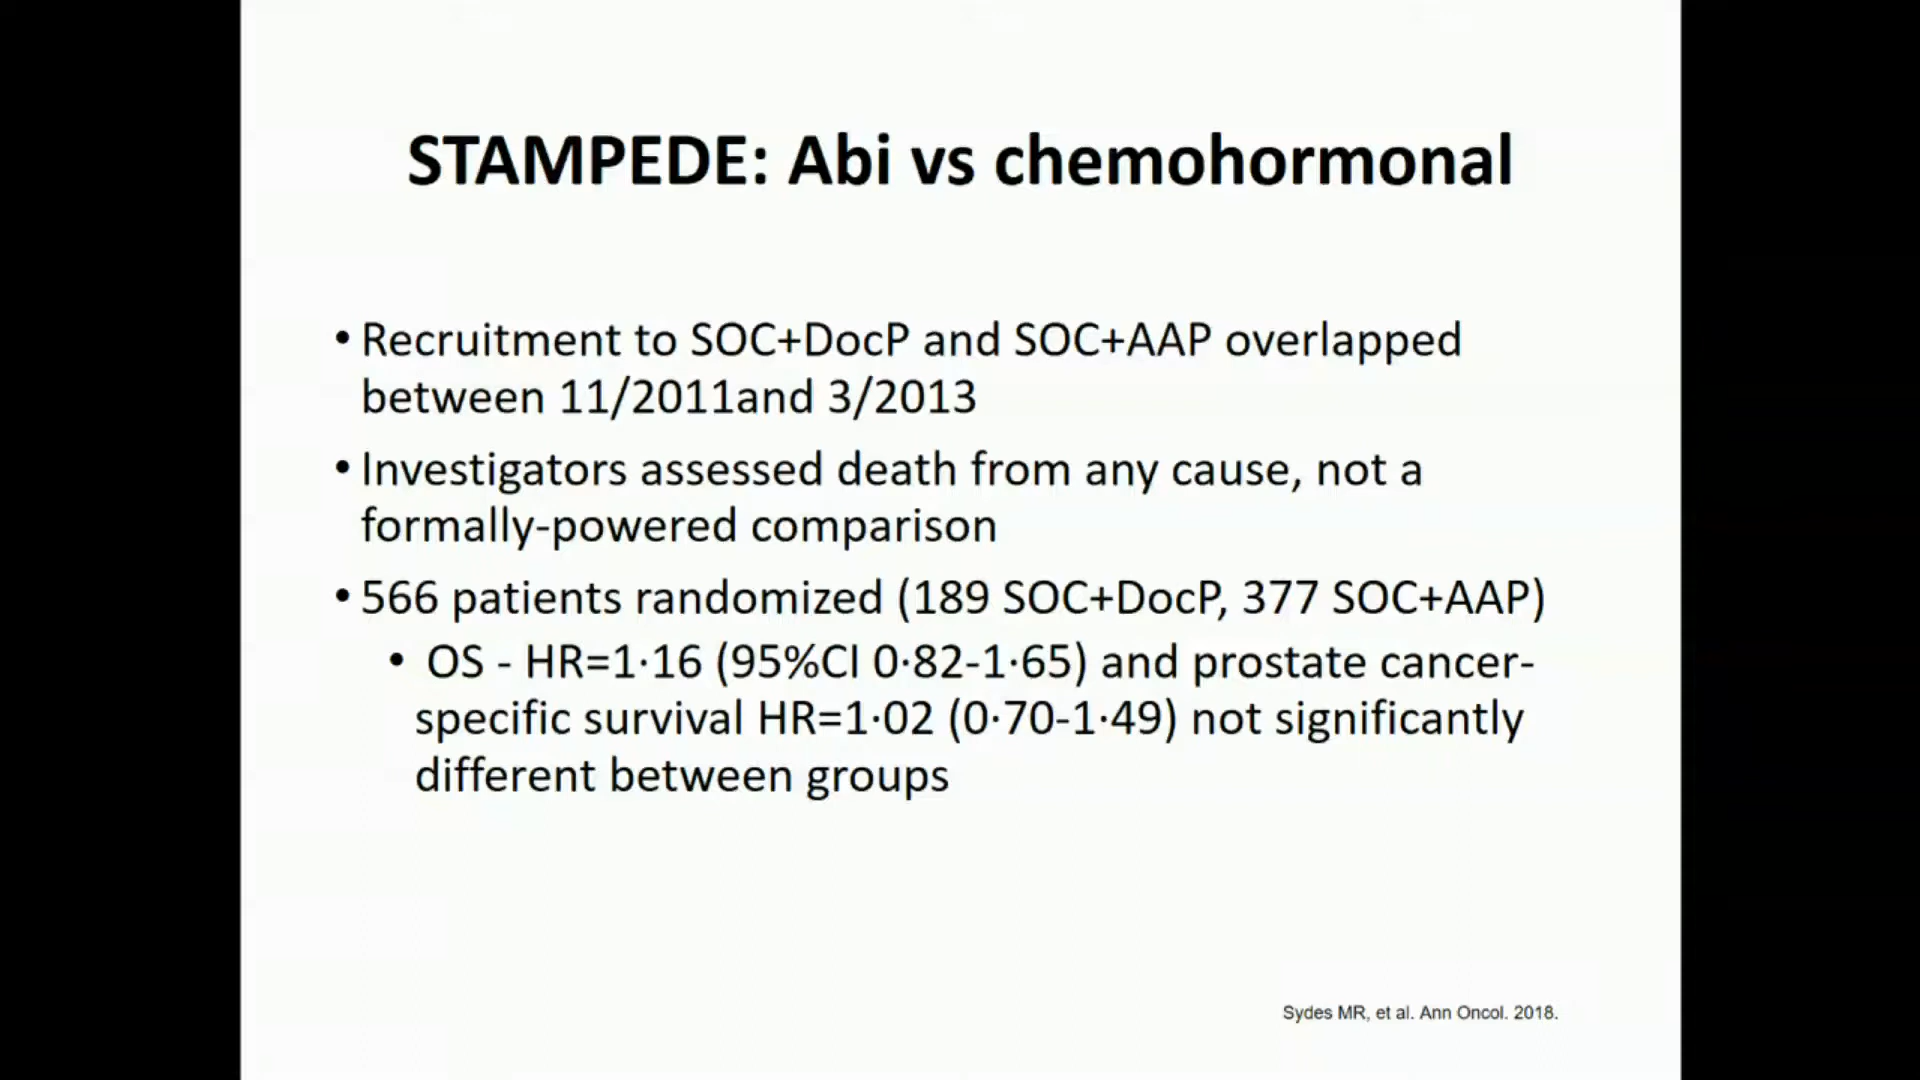 STAMPEDE: Abi vs chemohormonal
• Recruitment to SOC+DocP and SOC+AAP overlapped
between 11/2011and 3/2013
• Investigators assessed death from any cause, not a
formally-powered comparison
• 566 patients randomized (189 SOC+DocP, 377 SOC+AAP)
• OS - HR=1·16 (95%CI 0·82-1·65) and prostate cancer-
specific survival HR=1·02 (0·70-1·49) not significantly
different between groups
Sydes MR, et al. Ann Oncol. 2018.